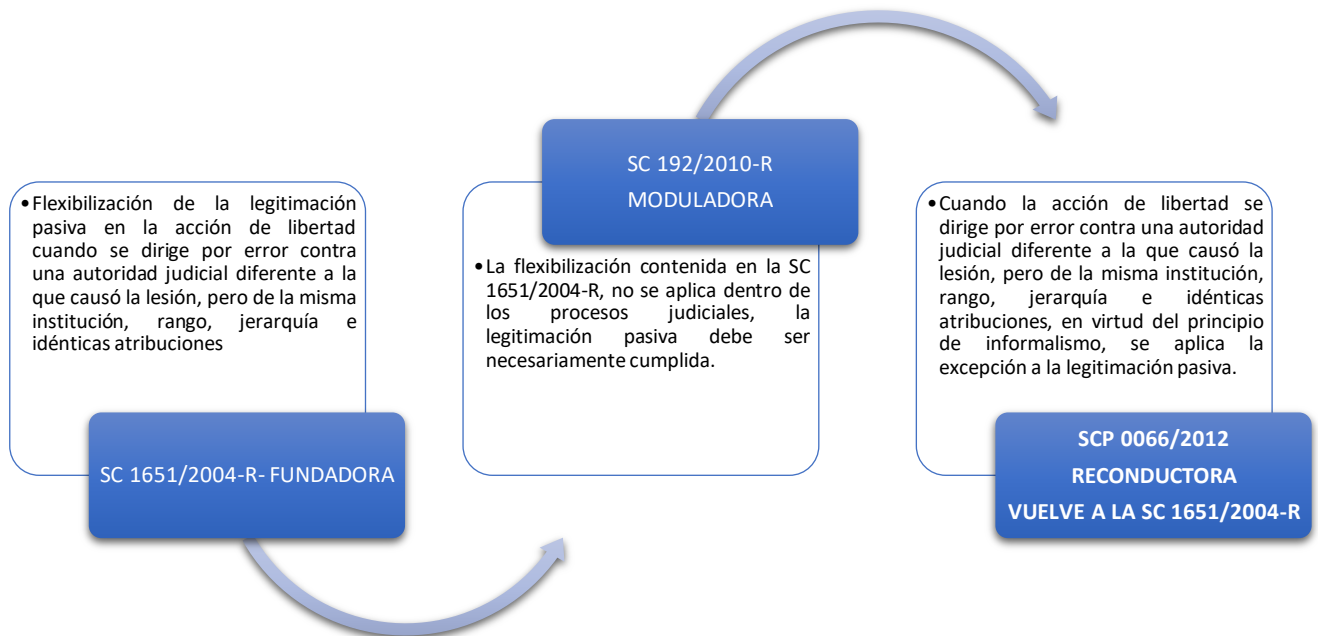 •Flexibilización de la legitimación
pasiva en la acción de libertad
cuando se dirige por error contra
una autoridad judicial diferente a la
que causó la lesión, pero de la misma
institución, rango, jerarquía e
idénticas atribuciones
SC 1651/2004-R- FUNDADORA
SC 192/2010-R
MODULADORA
•La flexibilización contenida en la SC
1651/2004-R, no se aplica dentro de
los procesos judiciales, la
legitimación pasiva debe ser
necesariamente cumplida.
•Cuando la acción de libertad se
dirige por error contra una autoridad
judicial diferente a la que causó la
lesión, pero de la misma institución,
rango, jerarquía e idénticas
atribuciones, en virtud del principio
de informalismo, se aplica la
excepción a la legitimación pasiva.
SCP 0066/2012
RECONDUCTORA
VUELVE A LA SC 1651/2004-R